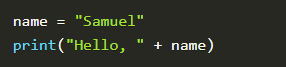 name = "Samuel"
print("Hello, " + name)